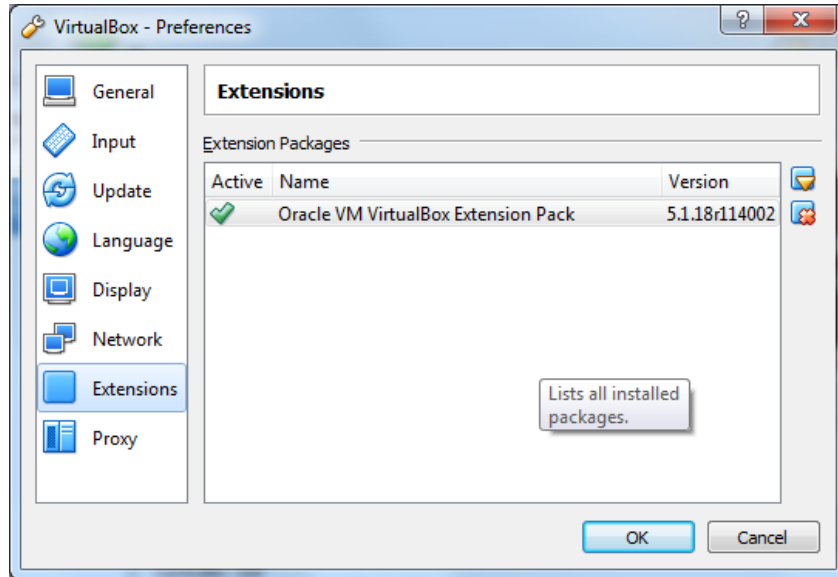 VirtualBox - Preferences
?
General
Input
Update
Language
Display
Network
Extensions
Proxy
Extensions
Extension Packages
Active Name Version
Oracle VM VirtualBox Extension Pack 5.1.18r114002
Lists all installed
packages.
OK Cancel